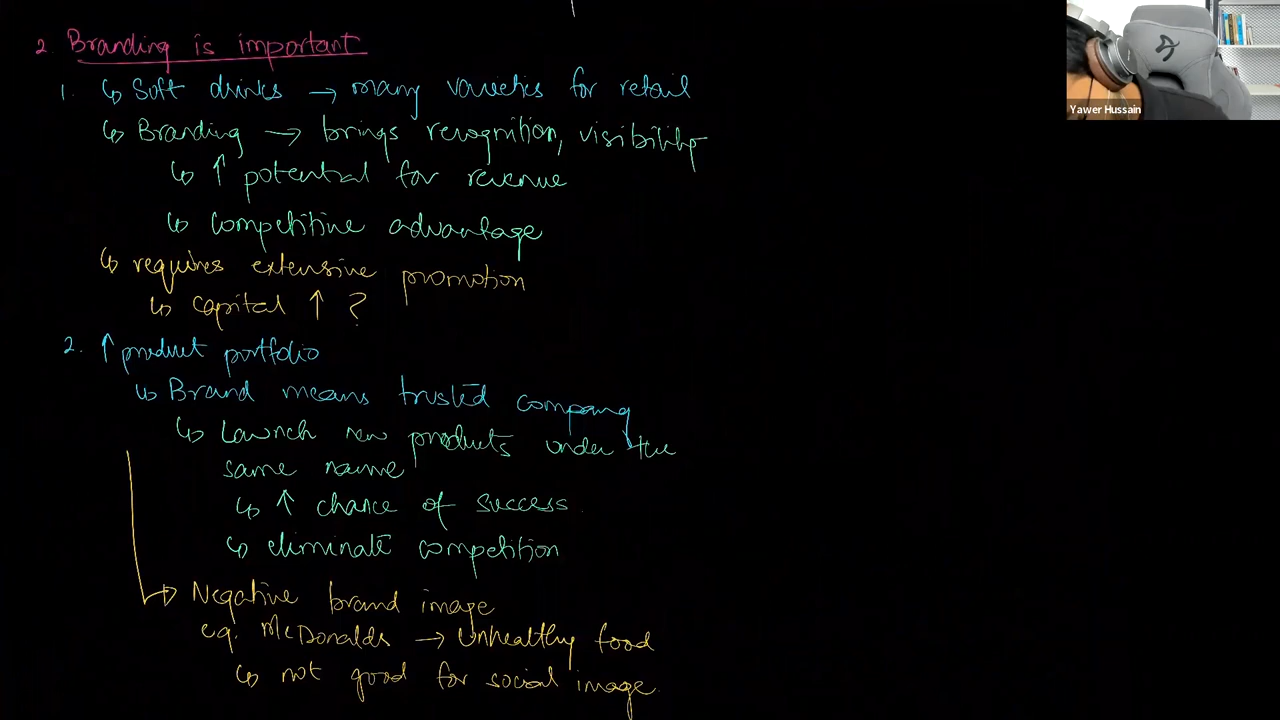 2 Branding is important
1. ↳ Soft drinks → many varieties for retail
↳ Branding → brings recognition, visibility
↳ ↑ potential for revenue
↳ competitive advantage
↳ requires extensive promotion
↳ capital ↑ ?
2. ↑ product portfolio
↳ Brand means trusted company
↳ Launch new products under the
same name
↳ ↑ chance of success
↳ eliminate competition
→ Negative brand image
eg. McDonalds → Unhealthy food
↳ not good for social image.
Yawer Hussain